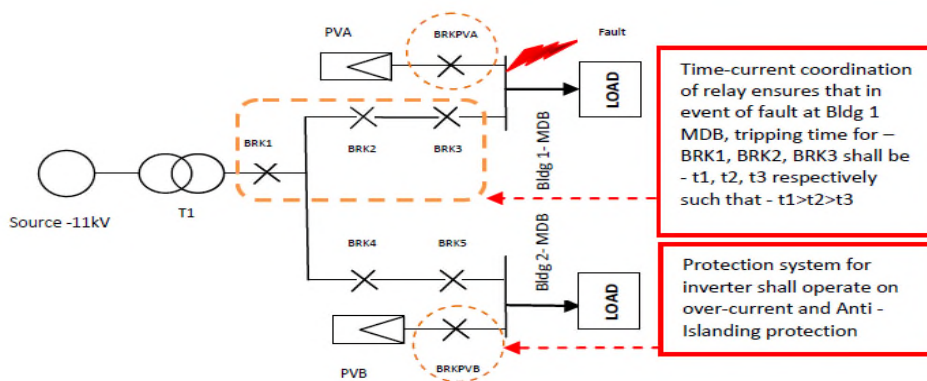 PVA
BRKPVA
Fault
LOAD
BRK1
BRK2
BRK3
Bldg 1- MDB
Source -11kV
T1
Time-current coordination
of relay ensures that in
event of fault at Bldg 1
MDB, tripping time for –
BRK1, BRK2, BRK3 shall be
- t1, t2, t3 respectively
such that - t1>t2>t3
BRK4
BRK5
Bldg 2- MDB
LOAD
PVB
BRKPVB
Protection system for
inverter shall operate on
over-current and Anti -
Islanding protection